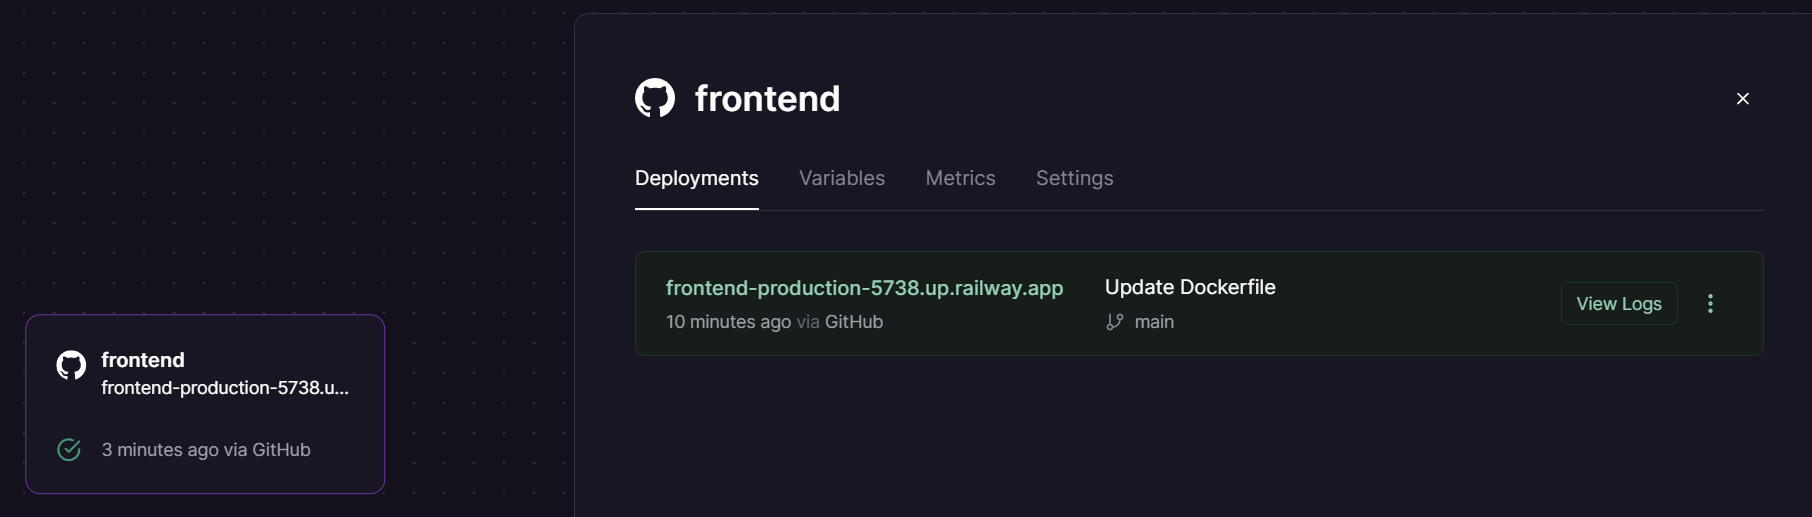 frontend
frontend-production-5738.u...
3 minutes ago via GitHub
frontend
Deployments Variables Metrics Settings
frontend-production-5738.up.railway.app
10 minutes ago via GitHub
Update Dockerfile
main
View Logs